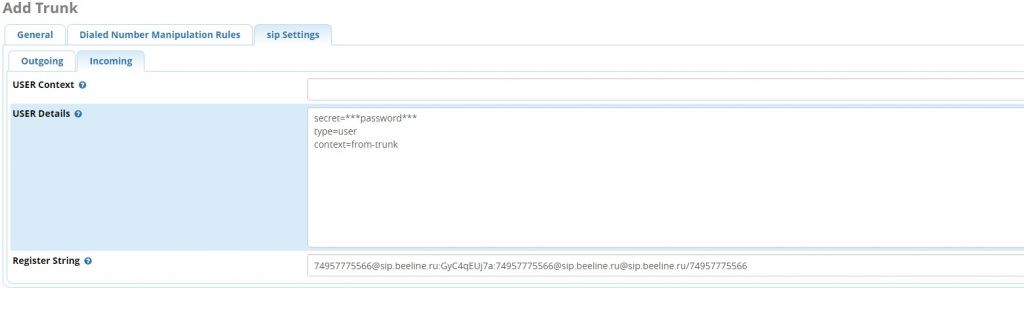 Add Trunk
General Dialed Number Manipulation Rules sip Settings
Outgoing Incoming
USER Context
USER Details
secret=***password***
type=user
context=from-trunk
Register String
74957775566@sip.beeline.ru:GyC4qEUj7a:74957775566@sip.beeline.ru@sip.beeline.ru/74957775566